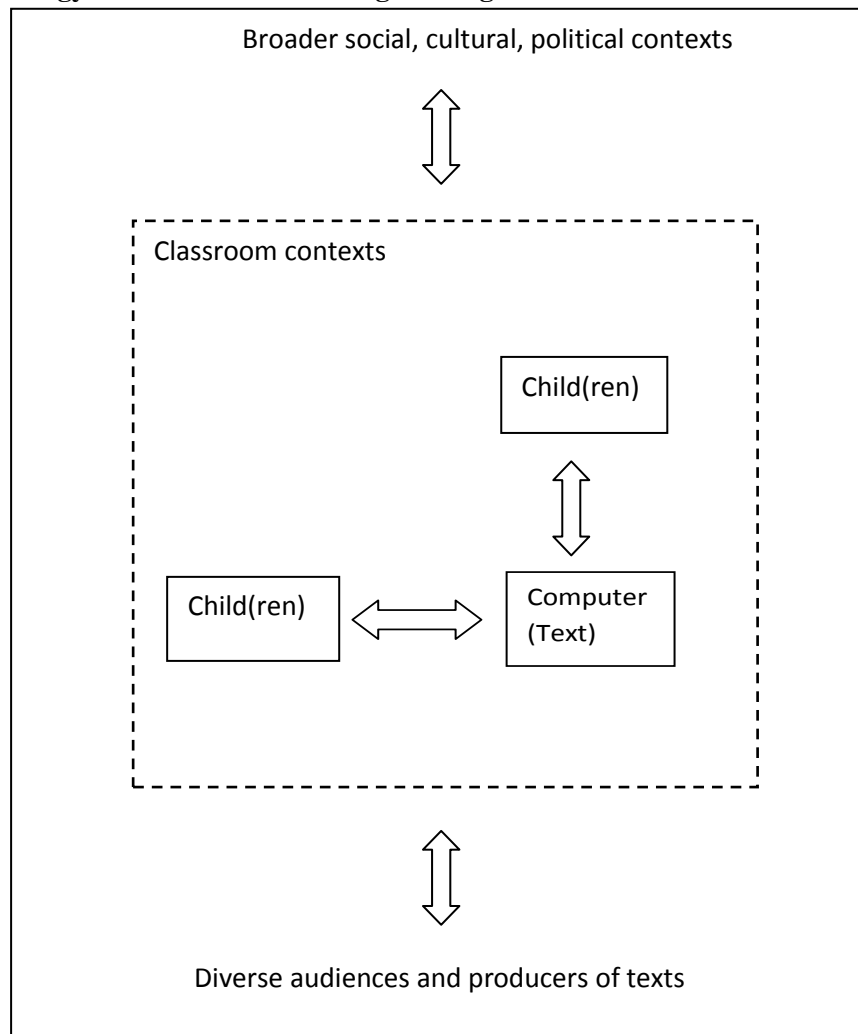 Broader social, cultural, political contexts
Classroom contexts
Child(ren)
Child(ren)
Computer
(Text)
Diverse audiences and producers of texts